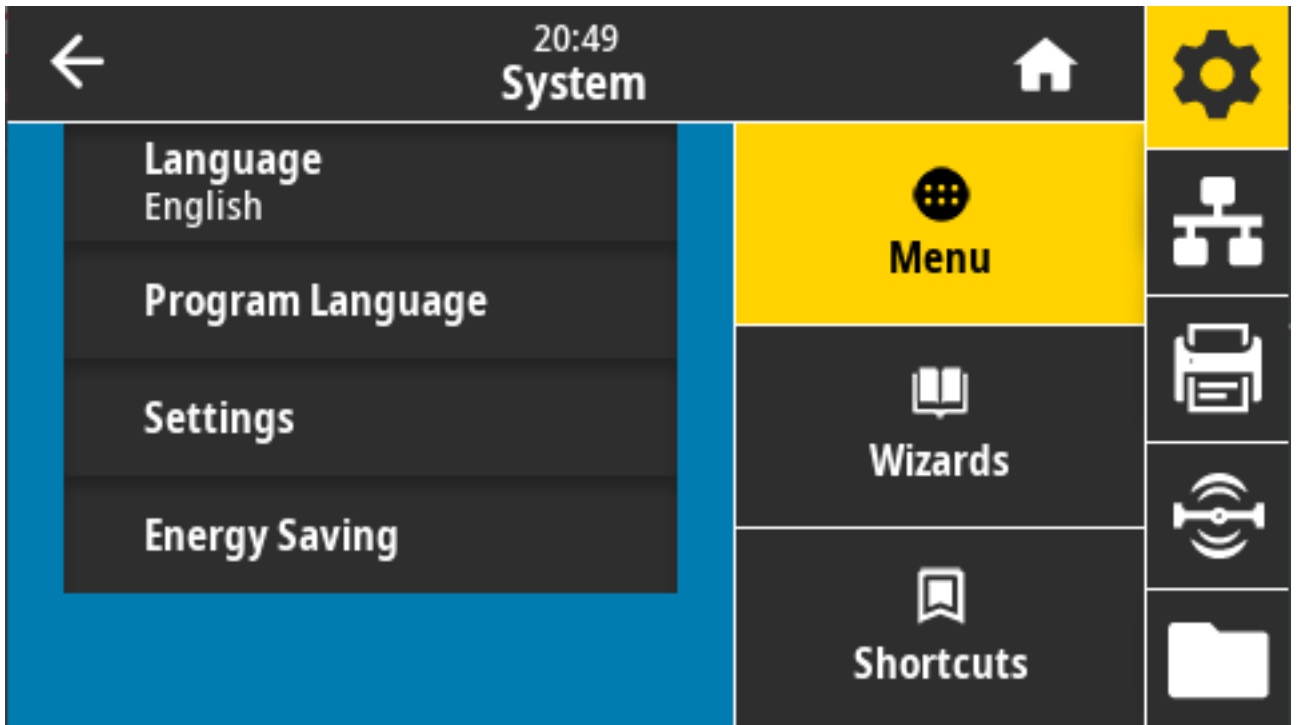 20:49
System
Language
English
Program Language
Settings
Energy Saving
Menu
Wizards
Shortcuts